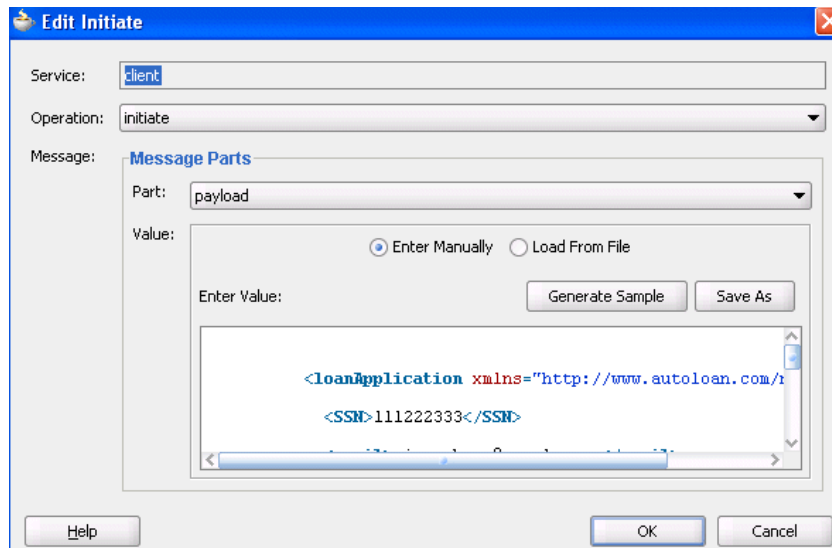 Edit Initiate
Service: client
Operation: initiate
Message: Message Parts
Part: payload
Value:
Enter Manually Load From File
Enter Value: Generate Sample Save As
<loanApplication xmlns="http://www.autoloan.com/
<SSN>111222333</SSN>
Help OK Cancel